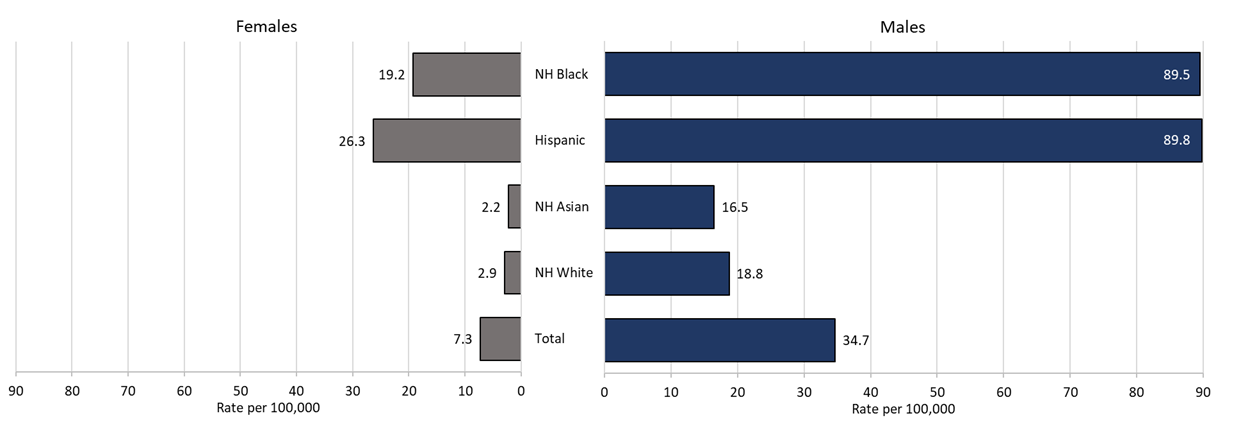 Females
Males
19.2
NH Black
89.5
26.3
Hispanic
89.8
2.2
NH Asian
16.5
2.9
NH White
18.8
7.3
Total
34.7
90 80 70 60 50 40 30 20 10 0
0 10 20 30 40 50 60 70 80 90
Rate per 100,000
Rate per 100,000